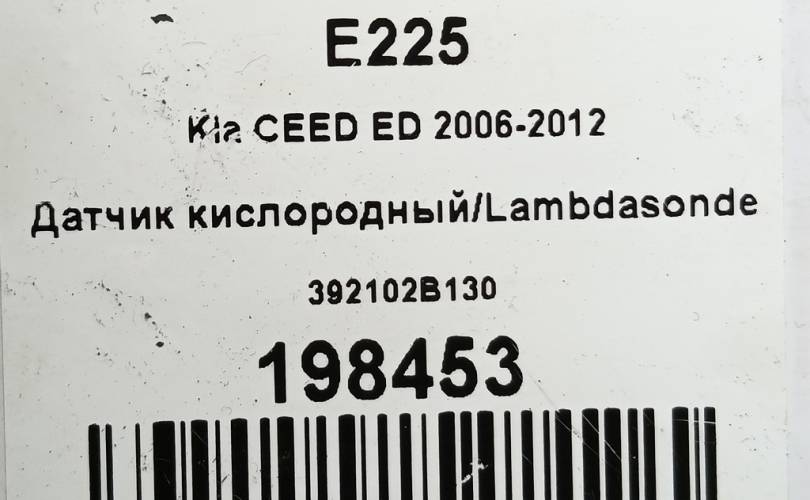 E225
Kia CEED ED 2006-2012
Датчик кислородный/Lambdasonde
392102B130
198453